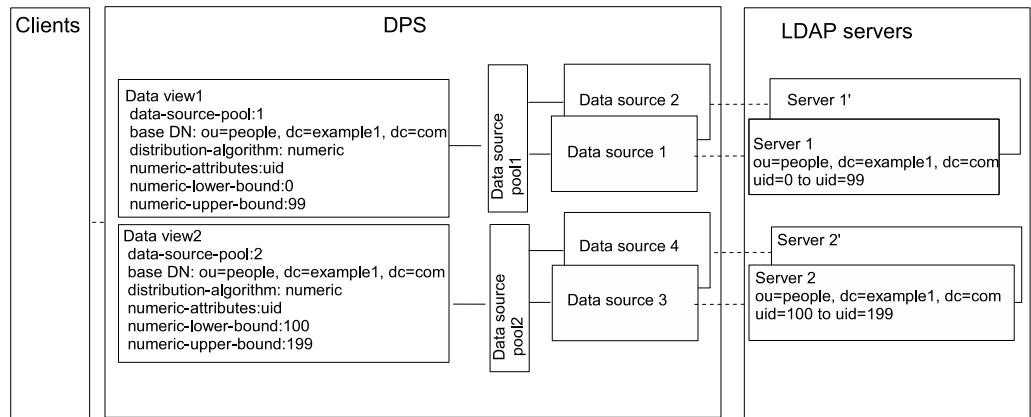 Clients
DPS
LDAP servers
Data view1
data-source-pool:1
base DN: ou=people, dc=example1, dc=com
distribution-algorithm: numeric
numeric-attributes:uid
numeric-lower-bound:0
numeric-upper-bound:99
Data source
pool1
Data source 2
Data source 1
Server 1'
Server 1
ou=people, dc=example1, dc=com
uid=0 to uid=99
Data view2
data-source-pool:2
base DN: ou=people, dc=example1, dc=com
distribution-algorithm: numeric
numeric-attributes:uid
numeric-lower-bound:100
numeric-upper-bound:199
Data source
pool2
Data source 4
Data source 3
Server 2'
Server 2
ou=people, dc=example1, dc=com
uid=100 to uid=199